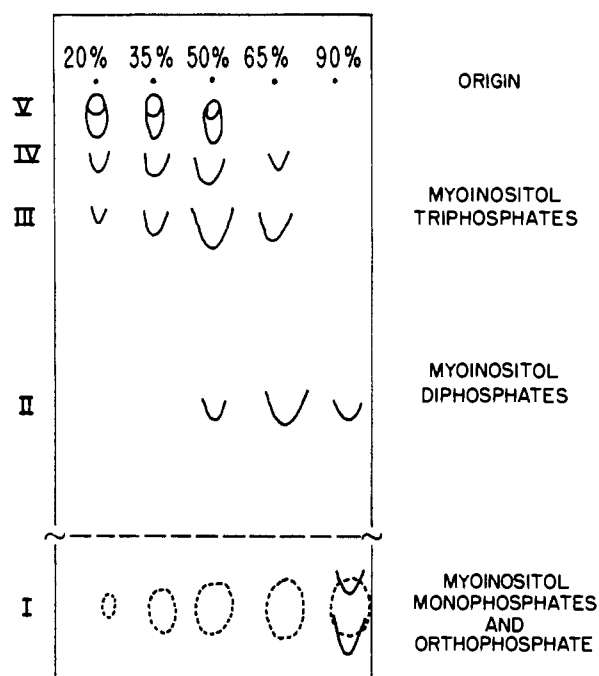 20% 35% 50% 65% 90%
ORIGIN
V
IV
MYOINOSITOL
TRIPHOSPHATES
III
MYOINOSITOL
DIPHOSPHATES
II
I
MYOINOSITOL
MONOPHOSPHATES
AND
ORTHOPHOSPHATE